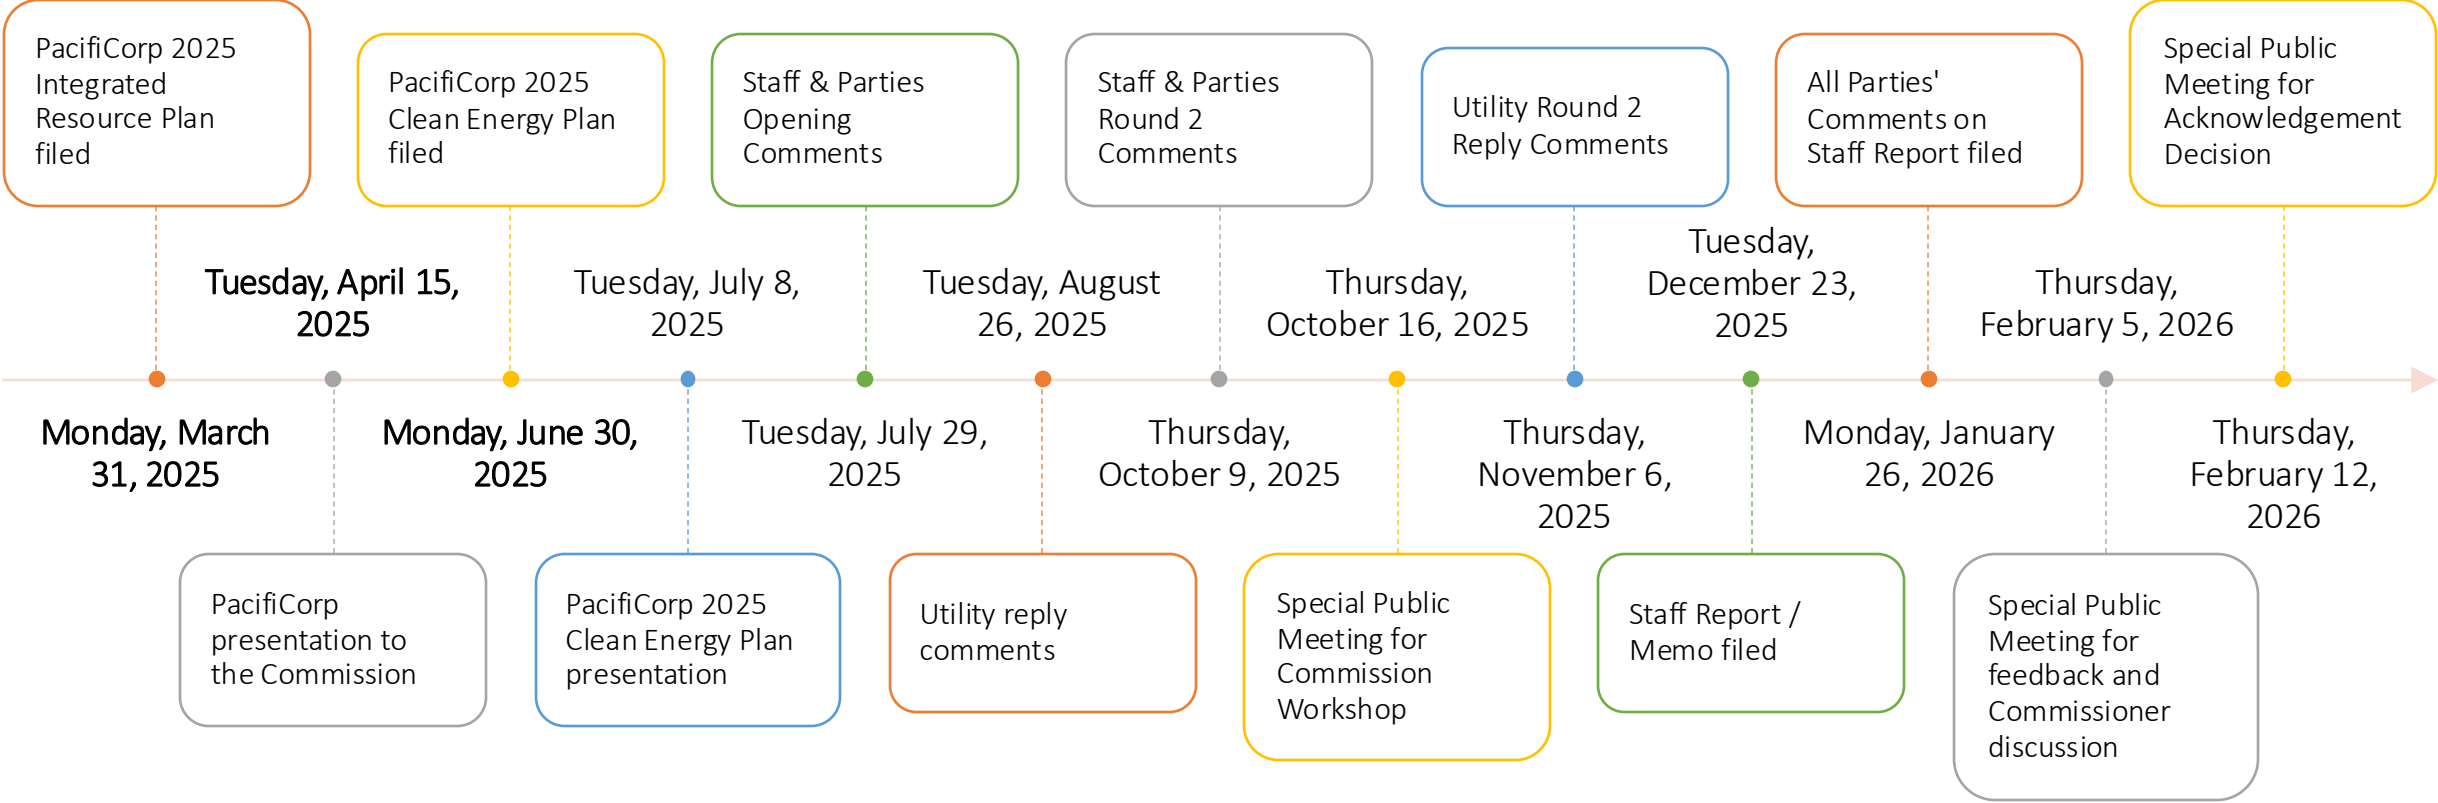 PacifiCorp 2025
Integrated
Resource Plan
filed
PacifiCorp 2025
Clean Energy Plan
filed
Staff & Parties
Opening
Comments
Staff & Parties
Round 2
Comments
Utility Round 2
Reply Comments
All Parties'
Comments on
Staff Report filed
Special Public
Meeting for
Acknowledgement
Decision
Tuesday, April 15,
2025
Tuesday, July 8,
2025
Tuesday, August
26, 2025
Thursday,
October 16, 2025
Tuesday,
December 23,
2025
Thursday,
February 5, 2026
Monday, March
31, 2025
Monday, June 30,
2025
Tuesday, July 29,
2025
Thursday,
October 9, 2025
Thursday,
November 6,
2025
Monday, January
26, 2026
Thursday,
February 12,
2026
PacifiCorp
presentation to
the Commission
PacifiCorp 2025
Clean Energy Plan
presentation
Utility reply
comments
Special Public
Meeting for
Commission
Workshop
Staff Report /
Memo filed
Special Public
Meeting for
feedback and
Commissioner
discussion